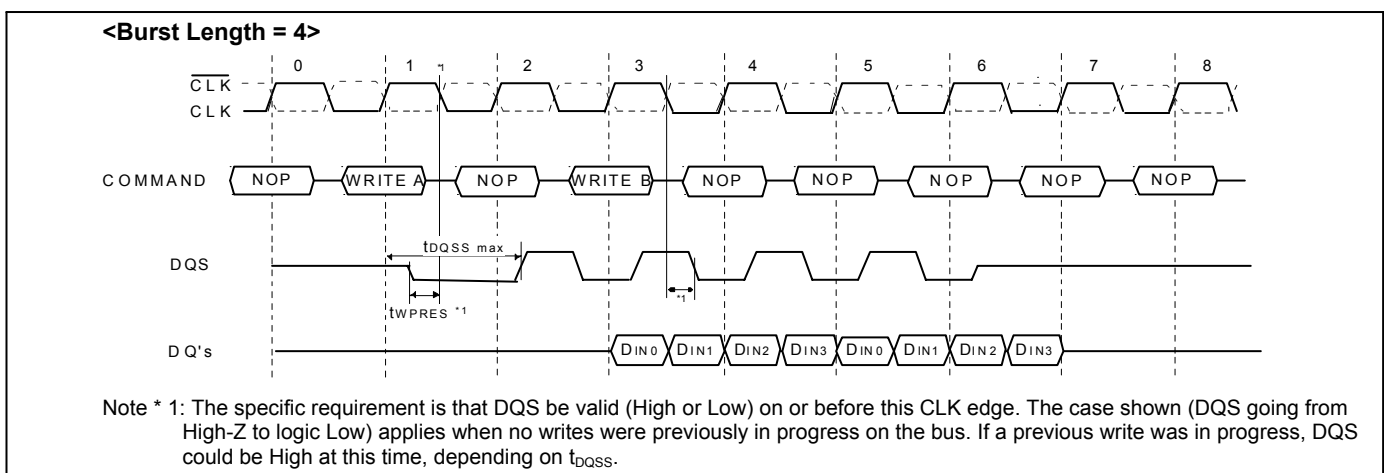 <Burst Length = 4>
0 1 *1 2 3 4 5 6 7 8
CLK
CLK
COMMAND NOP WRITE A NOP WRITE B NOP NOP NOP NOP NOP
tDQSS max
DQS
*1
tWPRES *1
DQ's DIN0 DIN1 DIN2 DIN3 DIN0 DIN1 DIN2 DIN3
Note * 1: The specific requirement is that DQS be valid (High or Low) on or before this CLK edge. The case shown (DQS going from
High-Z to logic Low) applies when no writes were previously in progress on the bus. If a previous write was in progress, DQS
could be High at this time, depending on tDQSS.